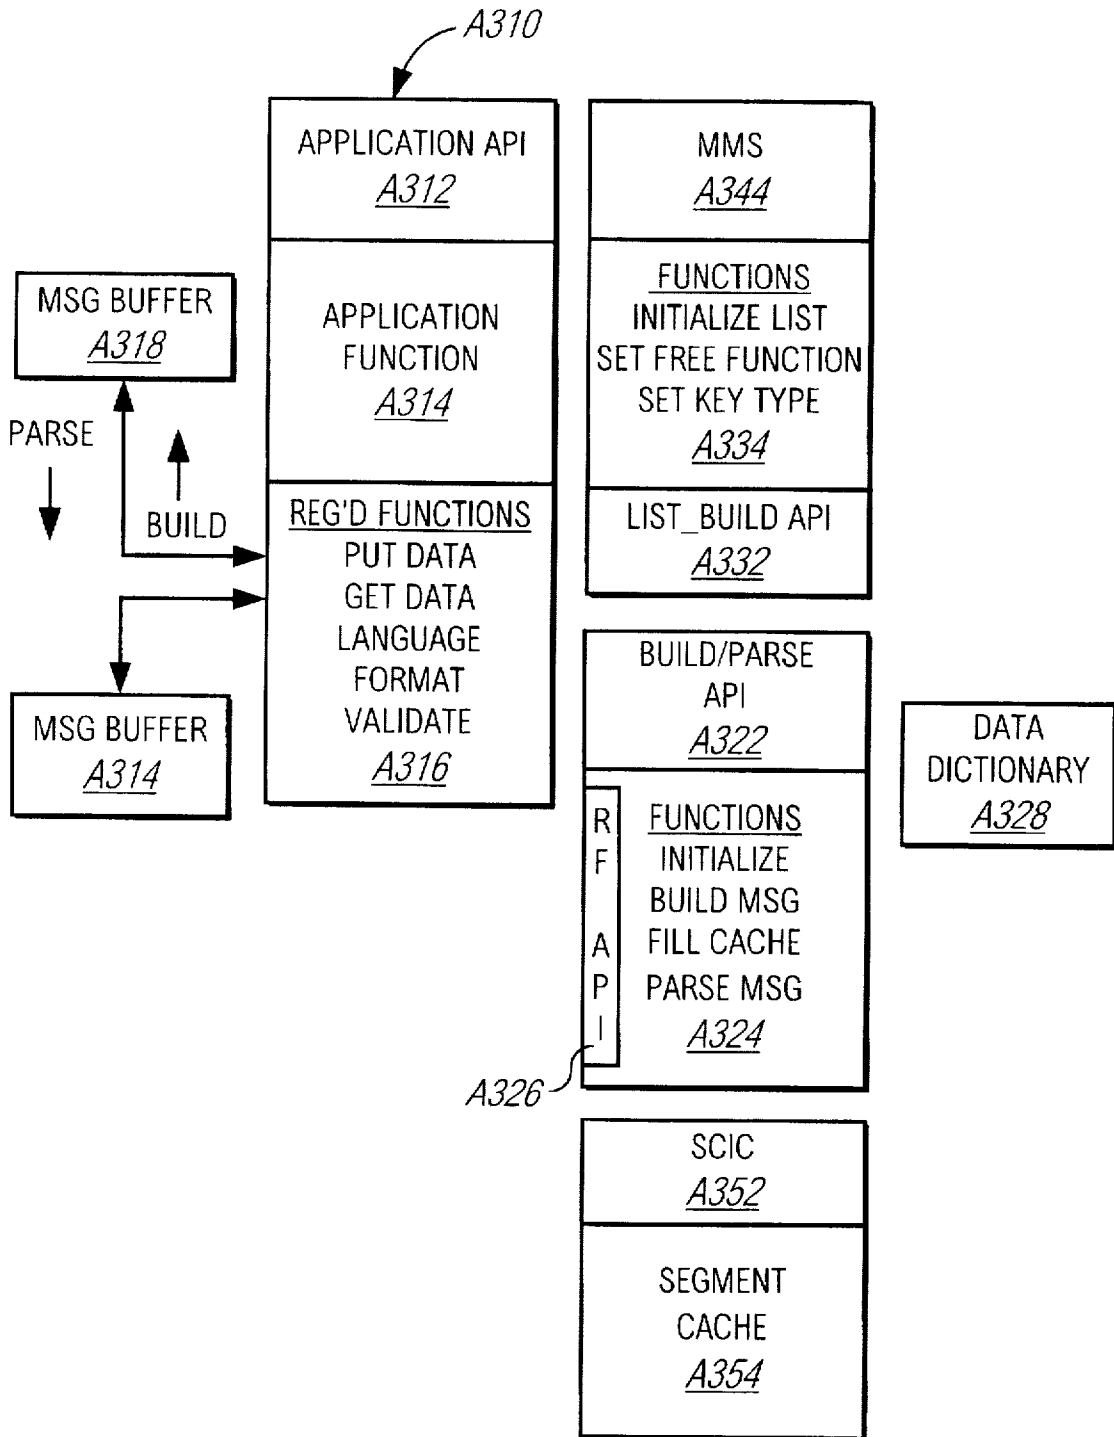 A310
APPLICATION API
A312
APPLICATION
FUNCTION
A314
REG'D FUNCTIONS
PUT DATA
GET DATA
LANGUAGE
FORMAT
VALIDATE
A316
MSG BUFFER
A318
PARSE
BUILD
MSG BUFFER
A314
MMS
A344
FUNCTIONS
INITIALIZE LIST
SET FREE FUNCTION
SET KEY TYPE
A334
LIST_BUILD API
A332
BUILD/PARSE
API
A322
RF API
FUNCTIONS
INITIALIZE
BUILD MSG
FILL CACHE
PARSE MSG
A324
A326
DATA
DICTIONARY
A328
SCIC
A352
SEGMENT
CACHE
A354